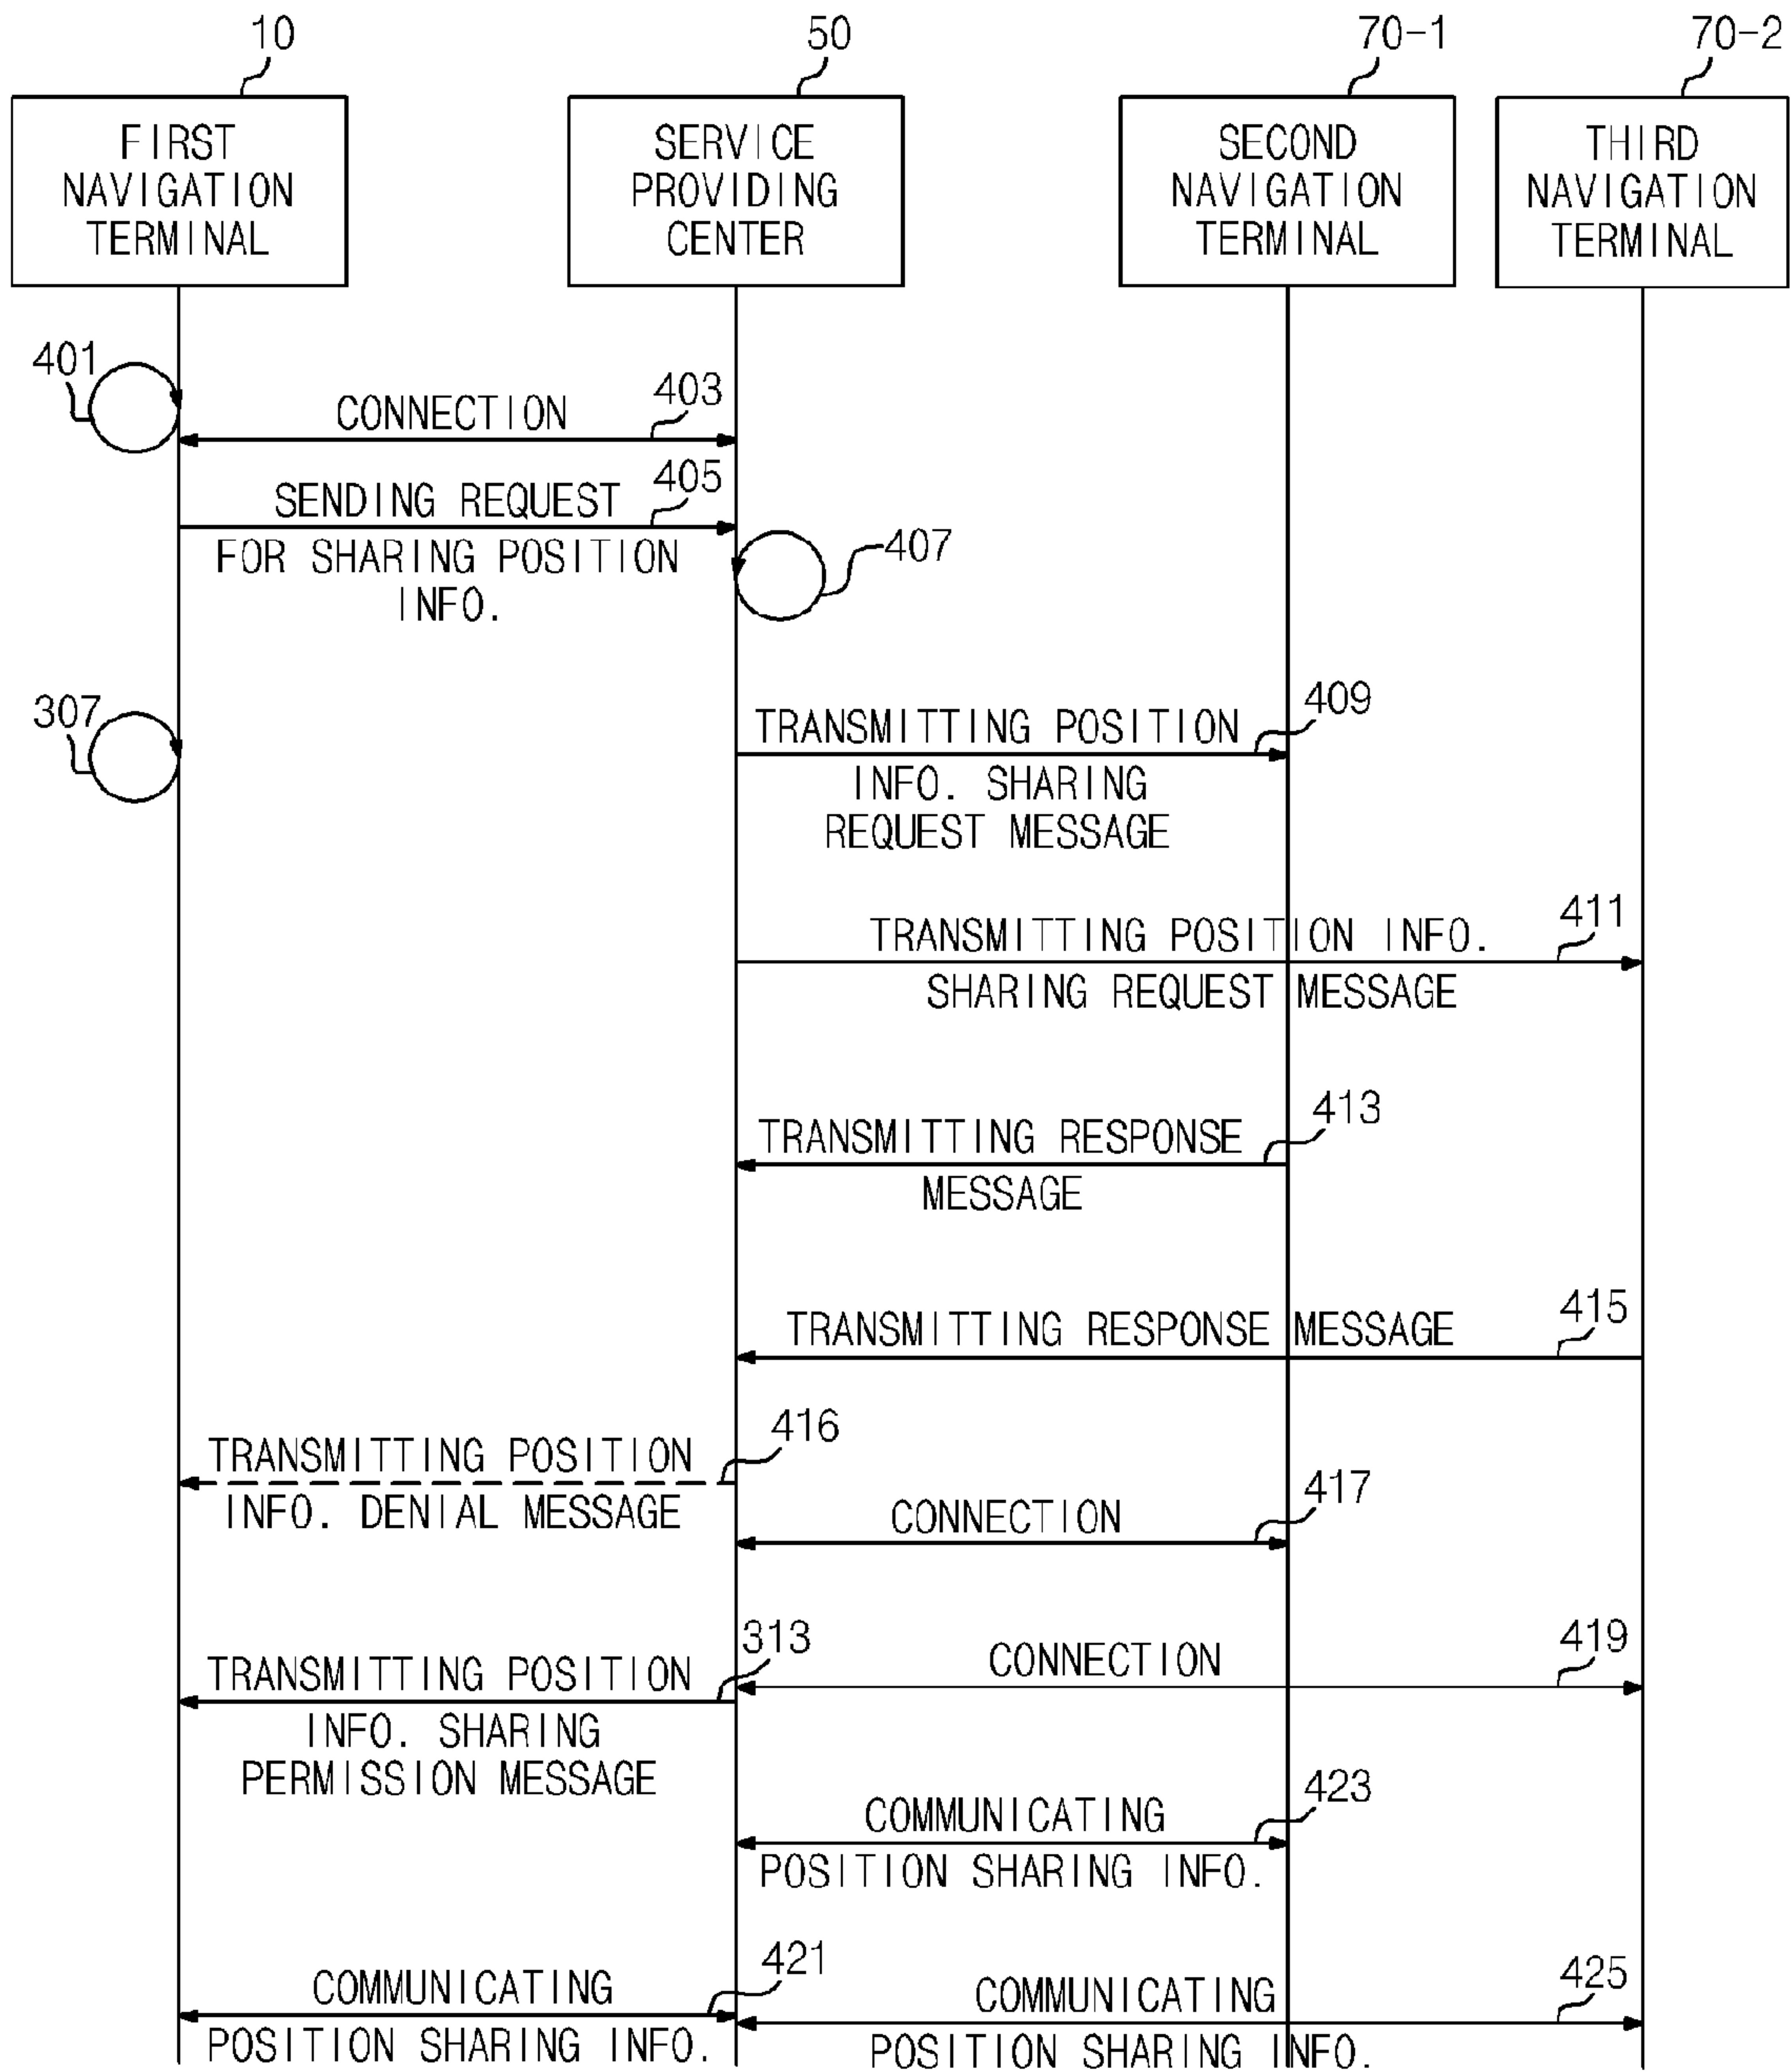 10
50
70-1
70-2
FIRST
NAVIGATION
TERMINAL
SERVICE
PROVIDING
CENTER
SECOND
NAVIGATION
TERMINAL
THIRD
NAVIGATION
TERMINAL
401
CONNECTION
403
SENDING REQUEST
405
FOR SHARING POSITION
INFO.
407
307
TRANSMITTING POSITION
409
INFO. SHARING
REQUEST MESSAGE
TRANSMITTING POSITION INFO.
411
SHARING REQUEST MESSAGE
TRANSMITTING RESPONSE
413
MESSAGE
TRANSMITTING RESPONSE MESSAGE
415
TRANSMITTING POSITION
416
INFO. DENIAL MESSAGE
CONNECTION
417
TRANSMITTING POSITION
313
INFO. SHARING
PERMISSION MESSAGE
CONNECTION
419
COMMUNICATING
423
POSITION SHARING INFO.
COMMUNICATING
421
POSITION SHARING INFO.
COMMUNICATING
425
POSITION SHARING INFO.